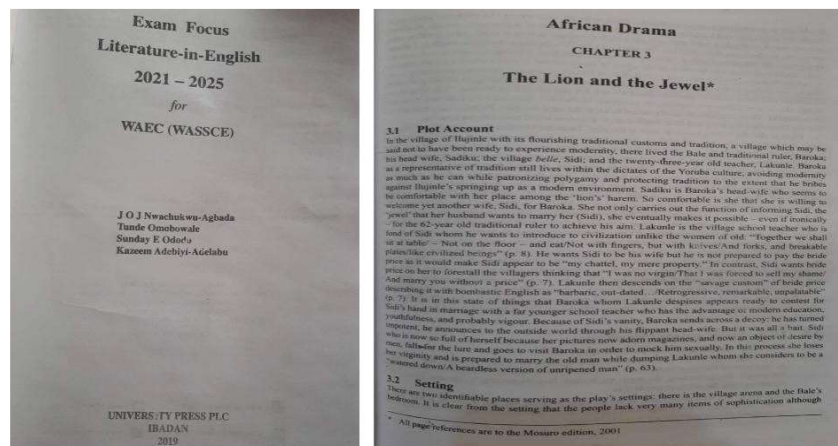 Exam Focus
Literature-in-English
2021 – 2025
for
WAEC (WASSCE)
J O J Nwachukwu-Agbada
Tunde Omobowale
Sunday E Ododo
Kazeem Adebiyi-Adelabu
UNIVERSITY PRESS PLC
IBADAN
2019
African Drama
CHAPTER 3
The Lion and the Jewel*
3.1 Plot Account
In the village of Ilujinle with its flourishing traditional customs and tradition, a village which may be
said not to have been ready to experience modernity, there lived the Bale and traditional ruler, Baroka;
his head wife, Sadiku; the village belle, Sidi; and the twenty-three-year old teacher, Lakunle. Baroka
as a representative of tradition still lives within the dictates of the Yoruba culture, avoiding modernity
as much as he can while patronizing polygamy and protecting tradition to the extent that he bribes
against Ilujinle's springing up as a modern environment. Sadiku is Baroka's head-wife who seems to
be comfortable with her place among the "lion's' harem. So comfortable is she that she is willing to
welcome yet another wife, Sidi, for Baroka. She not only carries out the function of informing Sidi, the
'jewel' that her husband wants to marry her (Sidi), she eventually makes it possible – even if ironically
– for the 62-year old traditional ruler to achieve his aim. Lakunle is the village school teacher who is
fond of Sidi whom he wants to introduce to civilization unlike the women of old: "Together we shall
sit at table/ – Not on the floor – and eat/Not with fingers, but with knives/And forks, and breakable
plates/like civilized beings" (p. 8). He wants Sidi to be his wife but he is not prepared to pay the bride
price as it would make Sidi appear to be "my chattel, my mere property." In contrast, Sidi wants bride
price on her to forestall the villagers thinking that "I was no virgin/That I was forced to sell my shame/
And marry you without a price" (p. 7). Lakunle then descends on the "savage custom" of bride price
describing it with bombastic English as "barbaric, out-dated, ../Retrogressive, remarkable, unpalatable"
(p. 7). It is in this state of things that Baroka whom Lakunle despises appears ready to contest for
Sidi's hand in marriage with a far younger school teacher who has the advantage of modern education,
youthfulness, and probably vigour. Because of Sidi's vanity, Baroka sends across a decoy: he has turned
impotent, he announces to the outside world through his flippant head-wife. But it was all a bait. Sidi
who is now so full of herself because her pictures now adorn magazines, and now an object of desire by
men, falls for the lure and goes to visit Baroka in order to mock him sexually. In this process she loses
her virginity and is prepared to marry the old man while dumping Lakunle whom she considers to be a
"watered down/A beardless version of unripened man" (p. 63).
3.2 Setting
There are two identifiable places serving as the play's settings: there is the village arena and the Bale's
bedroom. It is clear from the setting that the people lack very many items of sophistication although
* All page references are to the Mosuro edition, 2001